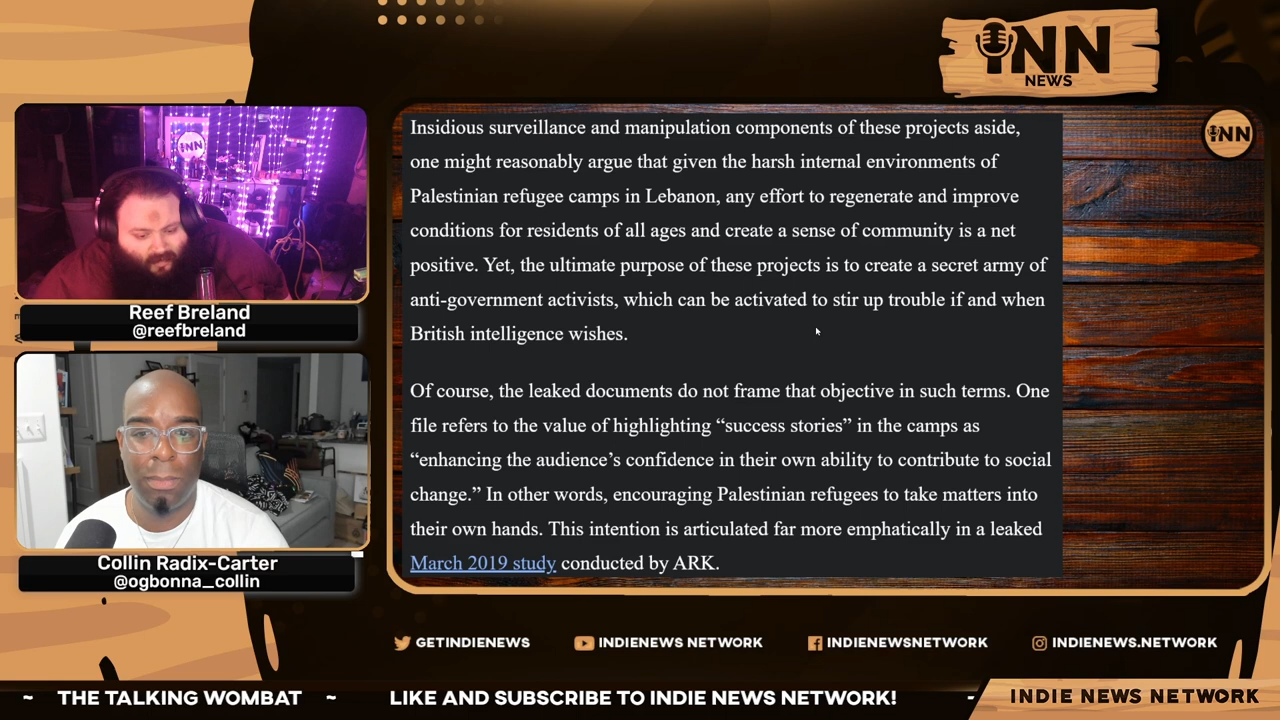 INN
NEWS
INN
INN
Insidious surveillance and manipulation components of these projects aside,
one might reasonably argue that given the harsh internal environments of
Palestinian refugee camps in Lebanon, any effort to regenerate and improve
conditions for residents of all ages and create a sense of community is a net
positive. Yet, the ultimate purpose of these projects is to create a secret army of
anti-government activists, which can be activated to stir up trouble if and when
British intelligence wishes.
Of course, the leaked documents do not frame that objective in such terms. One
file refers to the value of highlighting “success stories” in the camps as
“enhancing the audience’s confidence in their own ability to contribute to social
change.” In other words, encouraging Palestinian refugees to take matters into
their own hands. This intention is articulated far more emphatically in a leaked
March 2019 study conducted by ARK.
Reef Breland
@reefbreland
Collin Radix-Carter
@ogbonna_collin
GETINDIENEWS
INDIENEWS NETWORK
INDIENEWSNETWORK
INDIENEWS.NETWORK
~ THE TALKING WOMBAT ~ LIKE AND SUBSCRIBE TO INDIE NEWS NETWORK! ~
INDIE NEWS NETWORK